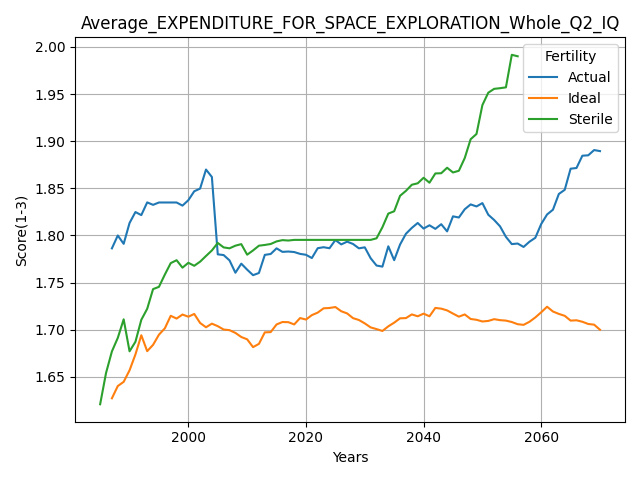 Average_EXPENDITURE_FOR_SPACE_EXPLORATION_Whole_Q2_IQ
2.00
1.95
1.90
1.85
1.80
1.75
1.70
1.65
Score(1-3)
Fertility
Actual
Ideal
Sterile
2000 2020 2040 2060
Years